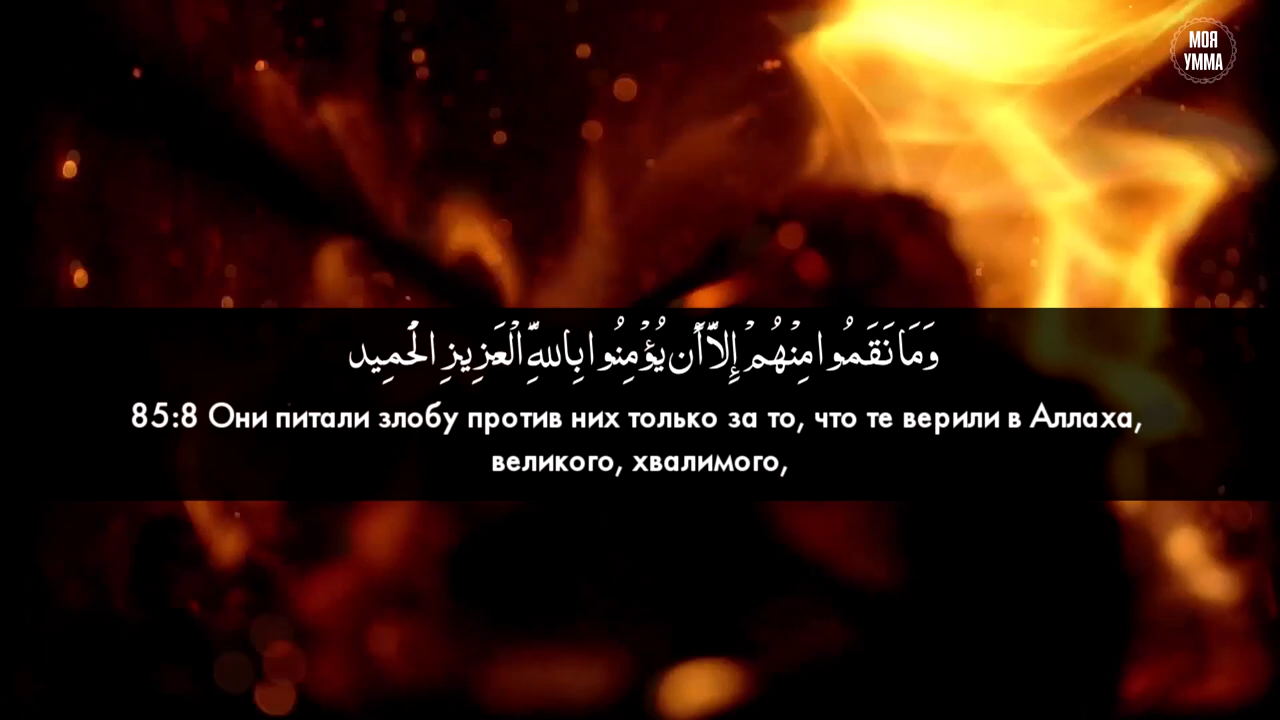 МОЯ
УММА
وَمَا نَقَمُوا مِنْهُمْ إِلَّا أَن يُؤْمِنُوا بِاللَّهِ الْعَزِيزِ الْحَمِيدِ
85:8 Они питали злобу против них только за то, что те верили в Аллаха,
великого, хвалимого,